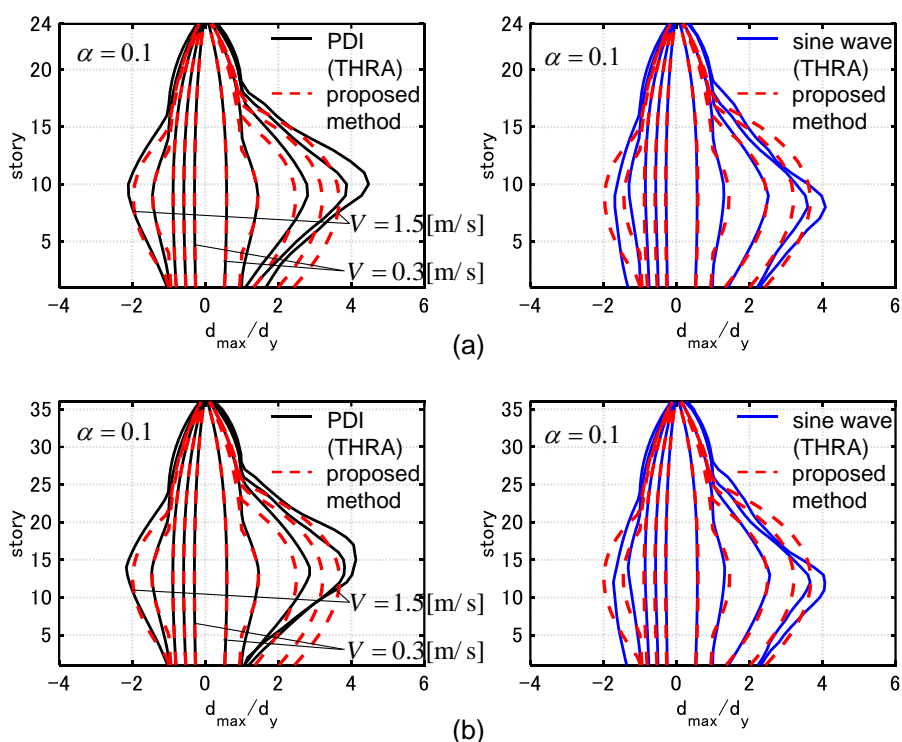 24
20
15
10
5
−4
−2
0
2
4
6
story
d_max/d_y
α = 0.1
PDI
(THRA)
proposed
method
V = 1.5[m/s]
V = 0.3[m/s]
24
20
15
10
5
−4
−2
0
2
4
6
story
d_max/d_y
α = 0.1
sine wave
(THRA)
proposed
method
(a)
35
30
25
20
15
10
5
−4
−2
0
2
4
6
story
d_max/d_y
α = 0.1
PDI
(THRA)
proposed
method
V = 1.5[m/s]
V = 0.3[m/s]
35
30
25
20
15
10
5
−4
−2
0
2
4
6
story
d_max/d_y
α = 0.1
sine wave
(THRA)
proposed
method
(b)